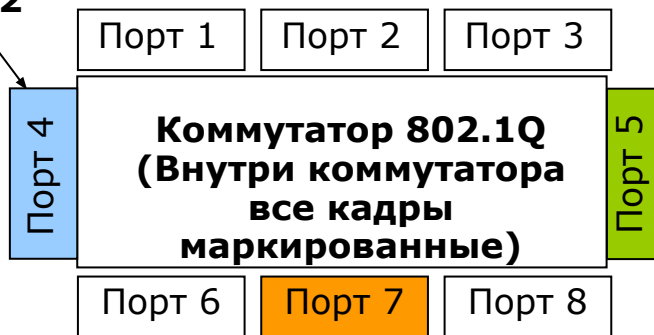 2
Порт 1 Порт 2 Порт 3
Порт 4
Коммутатор 802.1Q
(Внутри коммутатора
все кадры
маркированные)
Порт 5
Порт 6 Порт 7 Порт 8